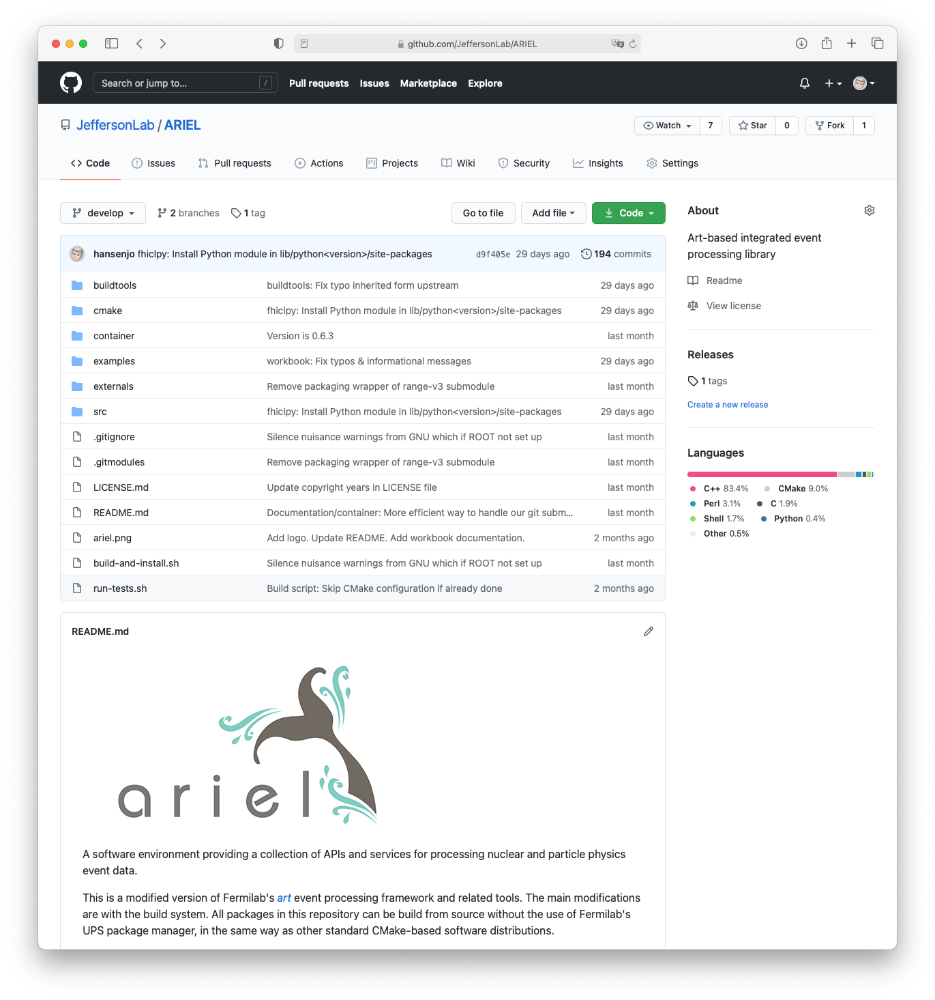 github.com/JeffersonLab/ARIEL
Search or jump to... /
Pull requests Issues Marketplace Explore
JeffersonLab / ARIEL
Watch 7 Star 0 Fork 1
Code Issues Pull requests Actions Projects Wiki Security Insights Settings
develop 2 branches 1 tag Go to file Add file Code
hansenjo fhiclpy: Install Python module in lib/python<version>/site-packages d9f405e 29 days ago 194 commits
buildtools buildtools: Fix typo inherited form upstream 29 days ago
cmake fhiclpy: Install Python module in lib/python<version>/site-packages 29 days ago
container Version is 0.6.3 last month
examples workbook: Fix typos & informational messages 29 days ago
externals Remove packaging wrapper of range-v3 submodule last month
src fhiclpy: Install Python module in lib/python<version>/site-packages 29 days ago
.gitignore Silence nuisance warnings from GNU which if ROOT not set up last month
.gitmodules Remove packaging wrapper of range-v3 submodule last month
LICENSE.md Update copyright years in LICENSE file last month
README.md Documentation/container: More efficient way to handle our git subm... last month
ariel.png Add logo. Update README. Add workbook documentation. 2 months ago
build-and-install.sh Silence nuisance warnings from GNU which if ROOT not set up last month
run-tests.sh Build script: Skip CMake configuration if already done 2 months ago
README.md
ariel
A software environment providing a collection of APIs and services for processing nuclear and particle physics
event data.
This is a modified version of Fermilab's art event processing framework and related tools. The main modifications
are with the build system. All packages in this repository can be build from source without the use of Fermilab's
UPS package manager, in the same way as other standard CMake-based software distributions.
About
Art-based integrated event
processing library
Readme
View license
Releases
1 tags
Create a new release
Languages
C++ 83.4% CMake 9.0%
Perl 3.1% C 1.9%
Shell 1.7% Python 0.4%
Other 0.5%